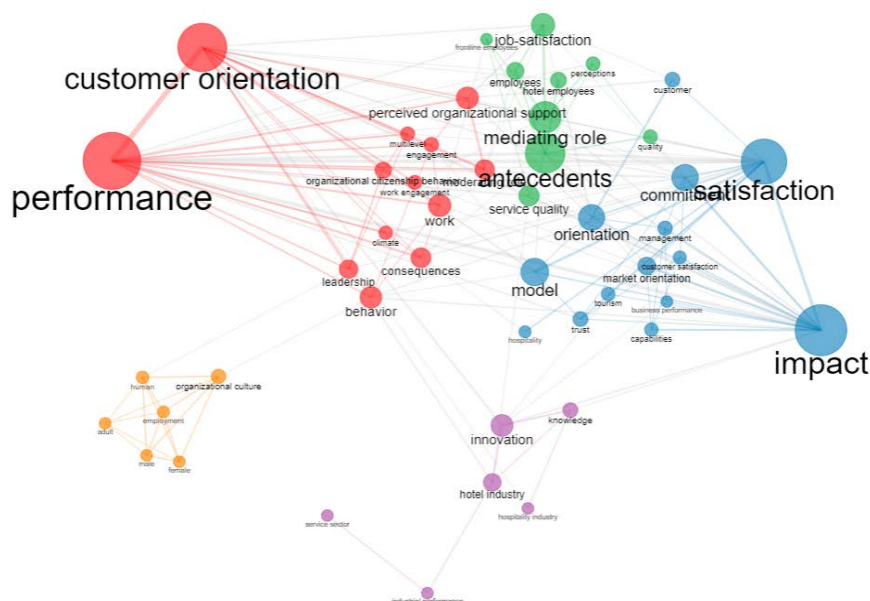 job-satisfaction
frontline employees
customer orientation
employees
perceptions
hotel employees
customer
perceived organizational support
mediating role
multilevel
engagement
quality
antecedents
organizational citizenship behavior
work engagement
performance
commitment
satisfaction
service quality
work
orientation
climate
management
consequences
customer satisfaction
leadership
market orientation
model
tourism
behavior
business performance
trust
hospitality
capabilities
impact
human
organizational culture
employment
adult
knowledge
innovation
male
female
hotel industry
hospitality industry
service sector